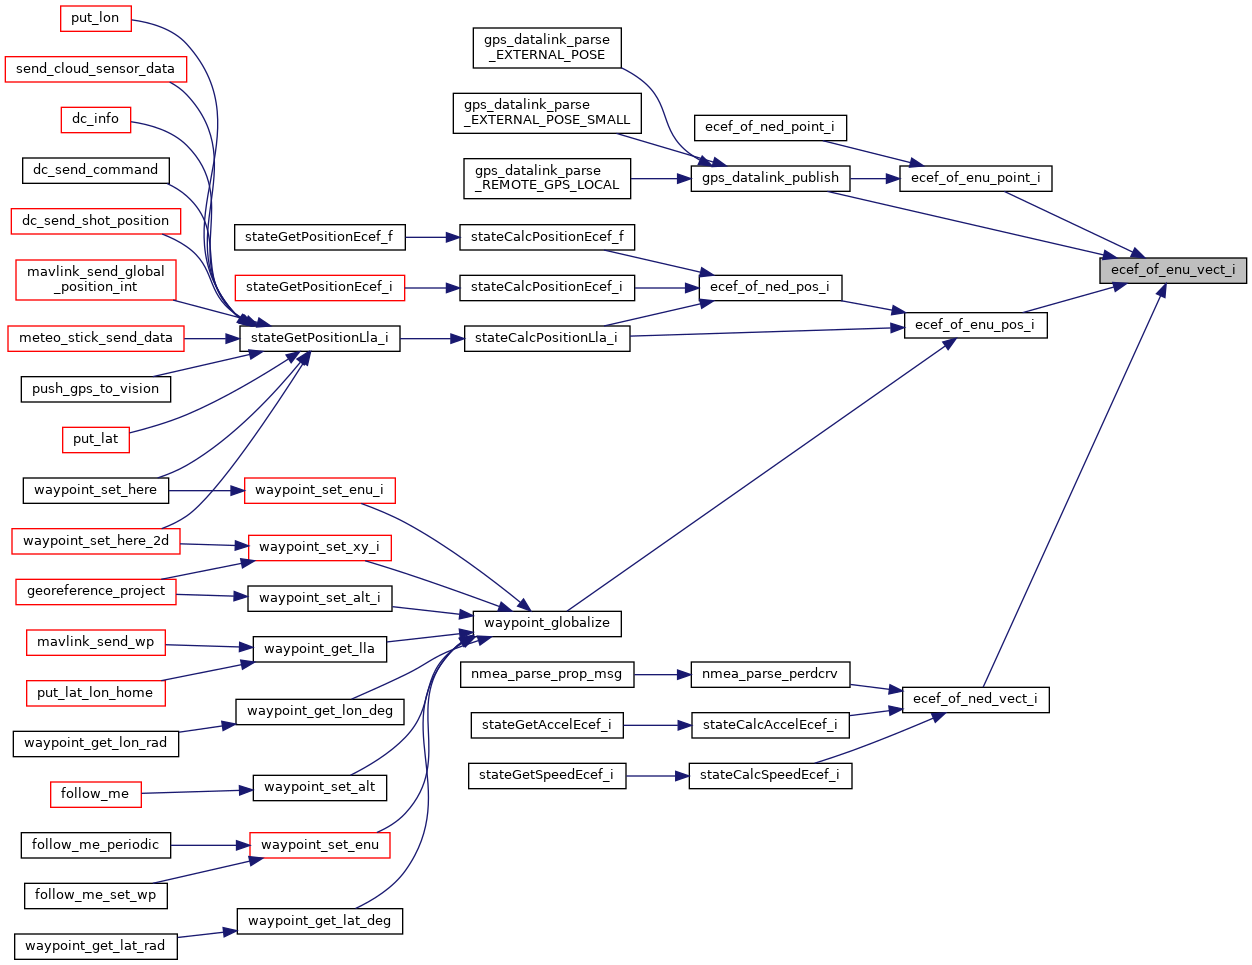 put_lon
send_cloud_sensor_data
dc_info
dc_send_command
dc_send_shot_position
mavlink_send_global
_position_int
meteo_stick_send_data
push_gps_to_vision
put_lat
waypoint_set_here
waypoint_set_here_2d
georeference_project
mavlink_send_wp
put_lat_lon_home
waypoint_get_lon_rad
follow_me
follow_me_periodic
follow_me_set_wp
waypoint_get_lat_rad
stateGetPositionEcef_f
stateGetPositionEcef_i
stateGetPositionLla_i
waypoint_set_enu_i
waypoint_set_xy_i
waypoint_set_alt_i
waypoint_get_lla
waypoint_get_lon_deg
waypoint_set_alt
waypoint_set_enu
waypoint_get_lat_deg
gps_datalink_parse
_EXTERNAL_POSE
gps_datalink_parse
_EXTERNAL_POSE_SMALL
gps_datalink_parse
_REMOTE_GPS_LOCAL
stateCalcPositionEcef_f
stateCalcPositionEcef_i
stateCalcPositionLla_i
waypoint_globalize
nmea_parse_prop_msg
stateGetAccelEcef_i
stateGetSpeedEcef_i
ecef_of_ned_point_i
gps_datalink_publish
ecef_of_ned_pos_i
nmea_parse_perdcrv
stateCalcAccelEcef_i
stateCalcSpeedEcef_i
ecef_of_enu_point_i
ecef_of_enu_pos_i
ecef_of_ned_vect_i
ecef_of_enu_vect_i